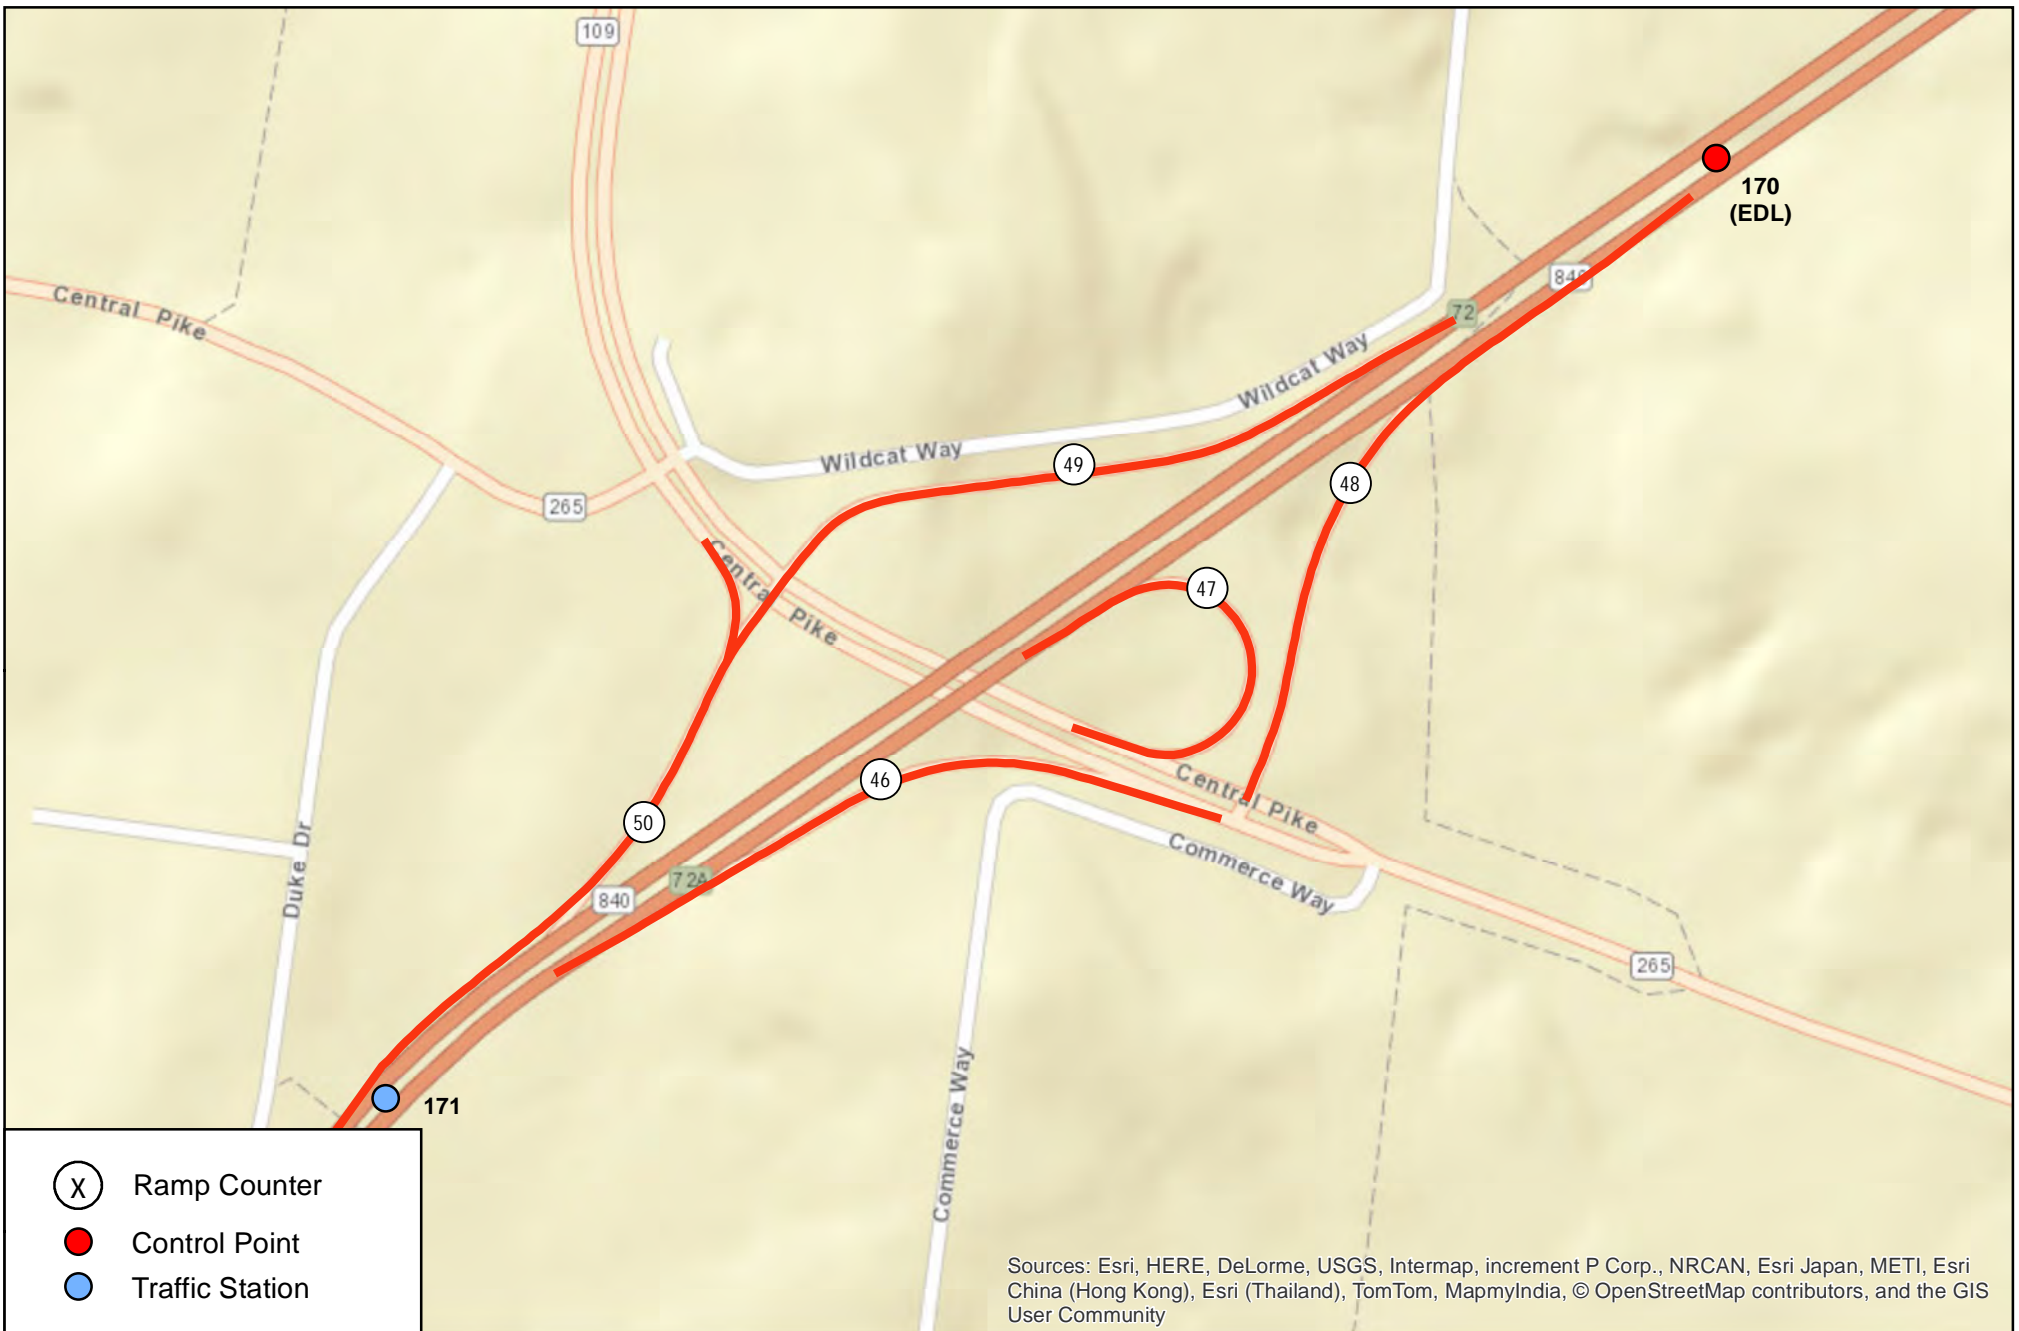 109
170
(EDL)
Central Pike
840
72
Wildcat Way
Wildcat Way
49
48
265
Central Pike
47
46
Central Pike
50
Commerce Way
72A
840
Duke Dr
265
171
Commerce Way
X Ramp Counter
Control Point
Traffic Station
Sources: Esri, HERE, DeLorme, USGS, Intermap, increment P Corp., NRCAN, Esri Japan, METI, Esri
China (Hong Kong), Esri (Thailand), TomTom, MapmyIndia, © OpenStreetMap contributors, and the GIS
User Community